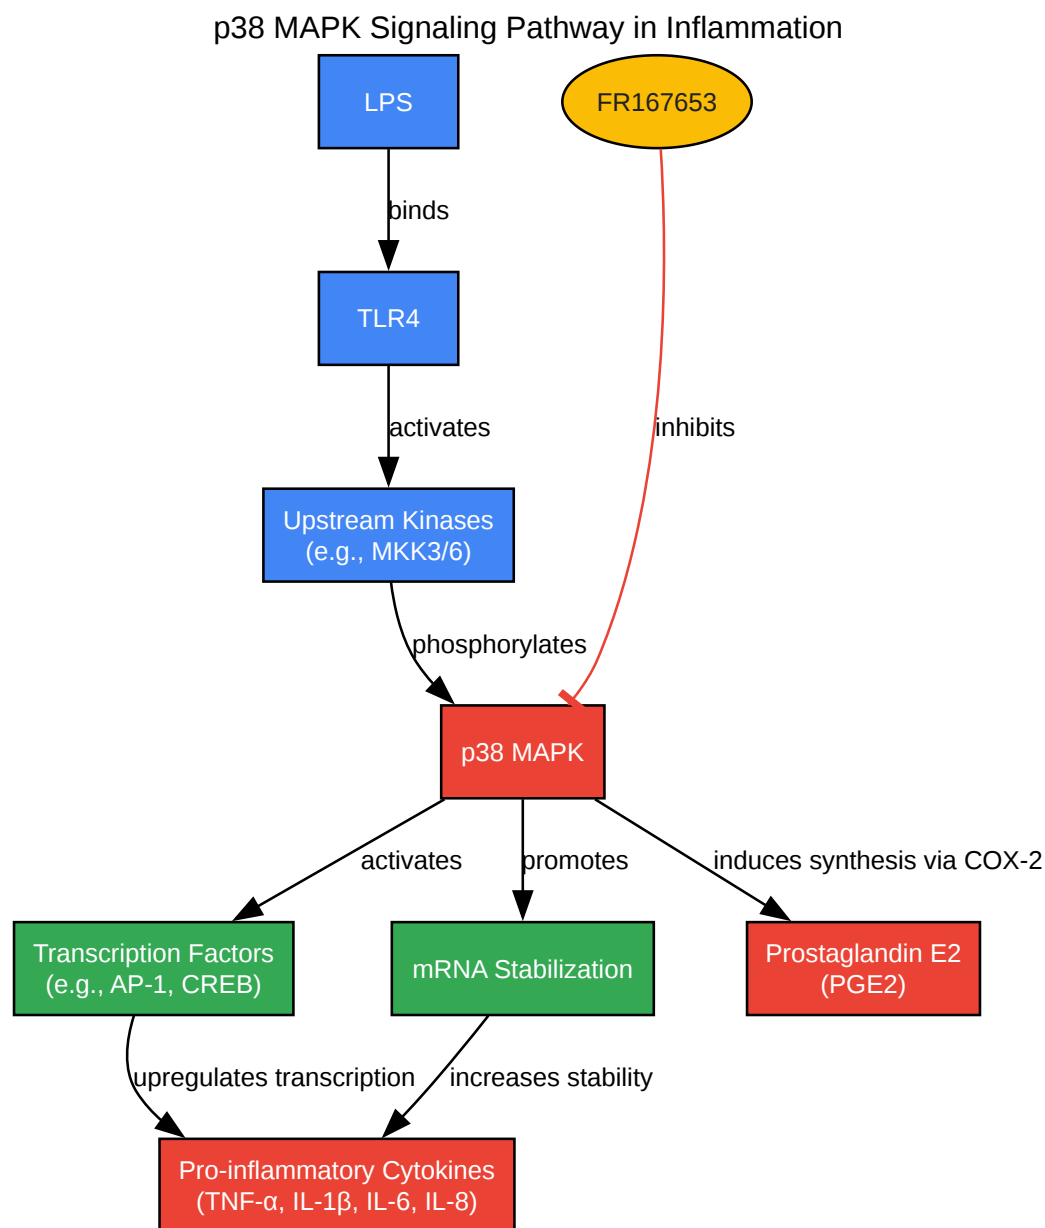 p38 MAPK Signaling Pathway in Inflammation
LPS
FR167653
binds
TLR4
activates
inhibits
Upstream Kinases
(e.g., MKK3/6)
phosphorylates
p38 MAPK
activates
promotes
induces synthesis via COX-2
Transcription Factors
(e.g., AP-1, CREB)
mRNA Stabilization
Prostaglandin E2
(PGE2)
upregulates transcription
increases stability
Pro-inflammatory Cytokines
(TNF-α, IL-1β, IL-6, IL-8)